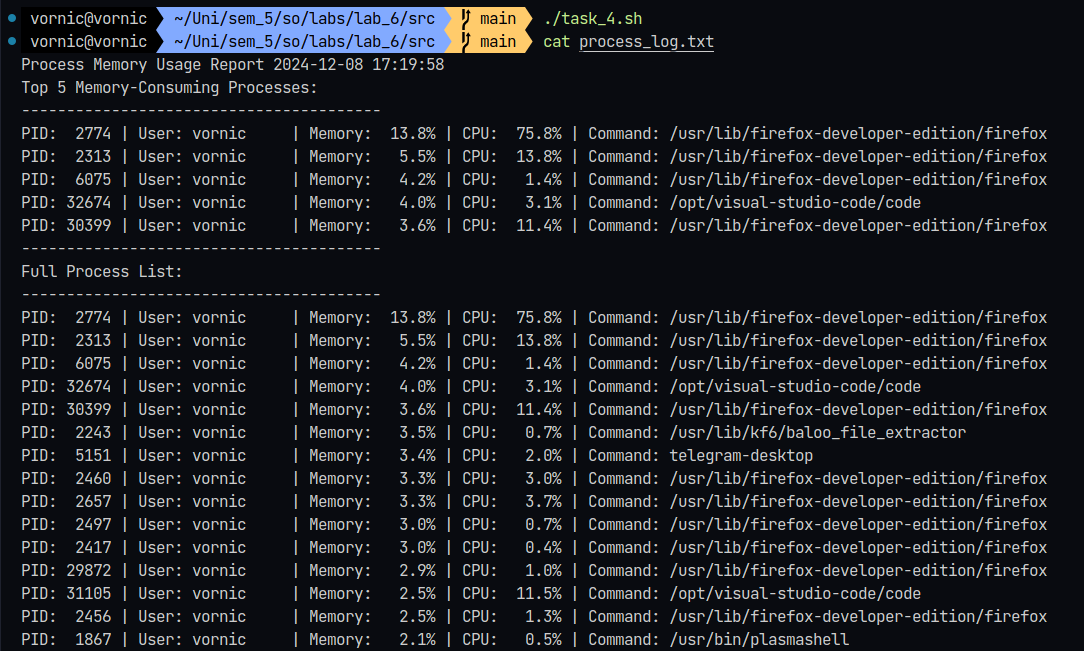 vornic@vornic ~/Uni/sem_5/so/labs/lab_6/src main ./task_4.sh
vornic@vornic ~/Uni/sem_5/so/labs/lab_6/src main cat process_log.txt
Process Memory Usage Report 2024-12-08 17:19:58
Top 5 Memory-Consuming Processes:
----------------------------------------
PID:  2774 | User: vornic     | Memory:  13.8% | CPU:  75.8% | Command: /usr/lib/firefox-developer-edition/firefox
PID:  2313 | User: vornic     | Memory:   5.5% | CPU:  13.8% | Command: /usr/lib/firefox-developer-edition/firefox
PID:  6075 | User: vornic     | Memory:   4.2% | CPU:   1.4% | Command: /usr/lib/firefox-developer-edition/firefox
PID: 32674 | User: vornic     | Memory:   4.0% | CPU:   3.1% | Command: /opt/visual-studio-code/code
PID: 30399 | User: vornic     | Memory:   3.6% | CPU:  11.4% | Command: /usr/lib/firefox-developer-edition/firefox
----------------------------------------
Full Process List:
----------------------------------------
PID:  2774 | User: vornic     | Memory:  13.8% | CPU:  75.8% | Command: /usr/lib/firefox-developer-edition/firefox
PID:  2313 | User: vornic     | Memory:   5.5% | CPU:  13.8% | Command: /usr/lib/firefox-developer-edition/firefox
PID:  6075 | User: vornic     | Memory:   4.2% | CPU:   1.4% | Command: /usr/lib/firefox-developer-edition/firefox
PID: 32674 | User: vornic     | Memory:   4.0% | CPU:   3.1% | Command: /opt/visual-studio-code/code
PID: 30399 | User: vornic     | Memory:   3.6% | CPU:  11.4% | Command: /usr/lib/firefox-developer-edition/firefox
PID:  2243 | User: vornic     | Memory:   3.5% | CPU:   0.7% | Command: /usr/lib/kf6/baloo_file_extractor
PID:  5151 | User: vornic     | Memory:   3.4% | CPU:   2.0% | Command: telegram-desktop
PID:  2460 | User: vornic     | Memory:   3.3% | CPU:   3.0% | Command: /usr/lib/firefox-developer-edition/firefox
PID:  2657 | User: vornic     | Memory:   3.3% | CPU:   3.7% | Command: /usr/lib/firefox-developer-edition/firefox
PID:  2497 | User: vornic     | Memory:   3.0% | CPU:   0.7% | Command: /usr/lib/firefox-developer-edition/firefox
PID:  2417 | User: vornic     | Memory:   3.0% | CPU:   0.4% | Command: /usr/lib/firefox-developer-edition/firefox
PID: 29872 | User: vornic     | Memory:   2.9% | CPU:   1.0% | Command: /usr/lib/firefox-developer-edition/firefox
PID: 31105 | User: vornic     | Memory:   2.5% | CPU:  11.5% | Command: /opt/visual-studio-code/code
PID:  2456 | User: vornic     | Memory:   2.5% | CPU:   1.3% | Command: /usr/lib/firefox-developer-edition/firefox
PID:  1867 | User: vornic     | Memory:   2.1% | CPU:   0.5% | Command: /usr/bin/plasmashell